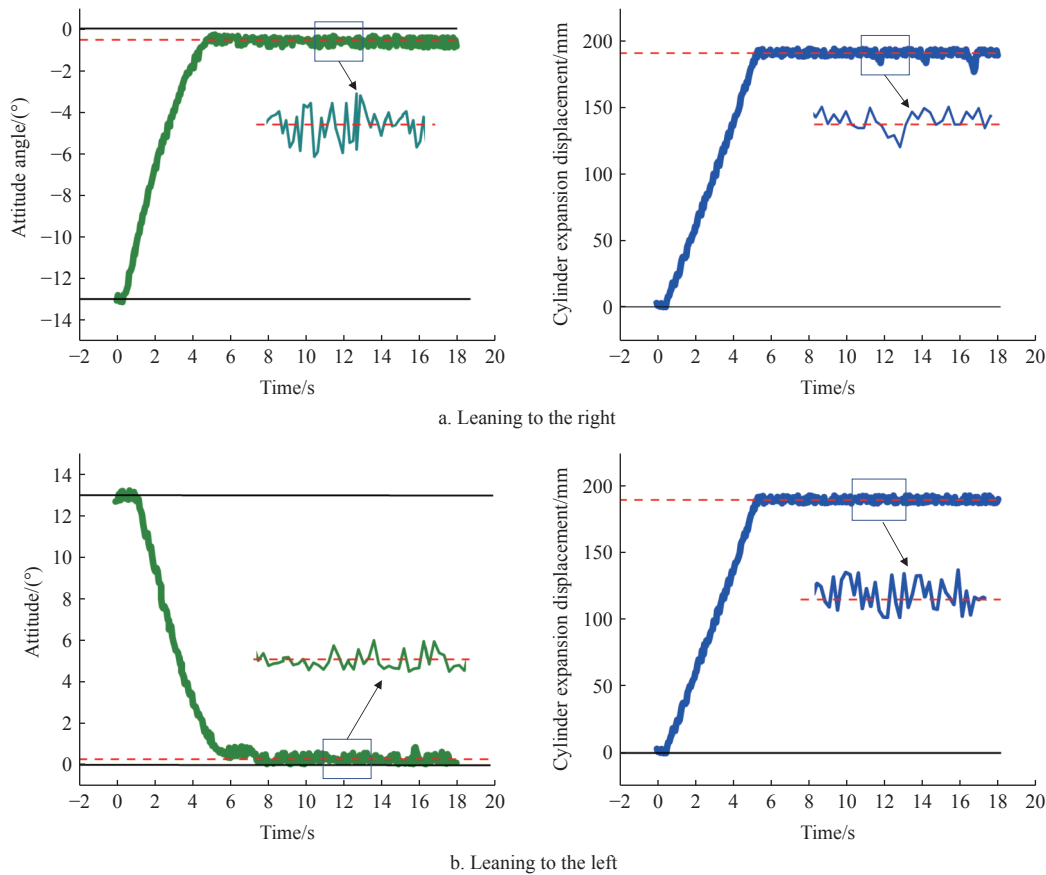 0
−2
−4
−6
−8
−10
−12
−14
Attitude angle/(°)
−2 0 2 4 6 8 10 12 14 16 18 20
Time/s
200
150
100
50
0
Cylinder expansion displacement/mm
−2 0 2 4 6 8 10 12 14 16 18 20
Time/s
a. Leaning to the right
14
12
10
8
6
4
2
0
Attitude/(°)
−2 0 2 4 6 8 10 12 14 16 18 20
Time/s
200
150
100
50
0
Cylinder expansion displacement/mm
−2 0 2 4 6 8 10 12 14 16 18 20
Time/s
b. Leaning to the left